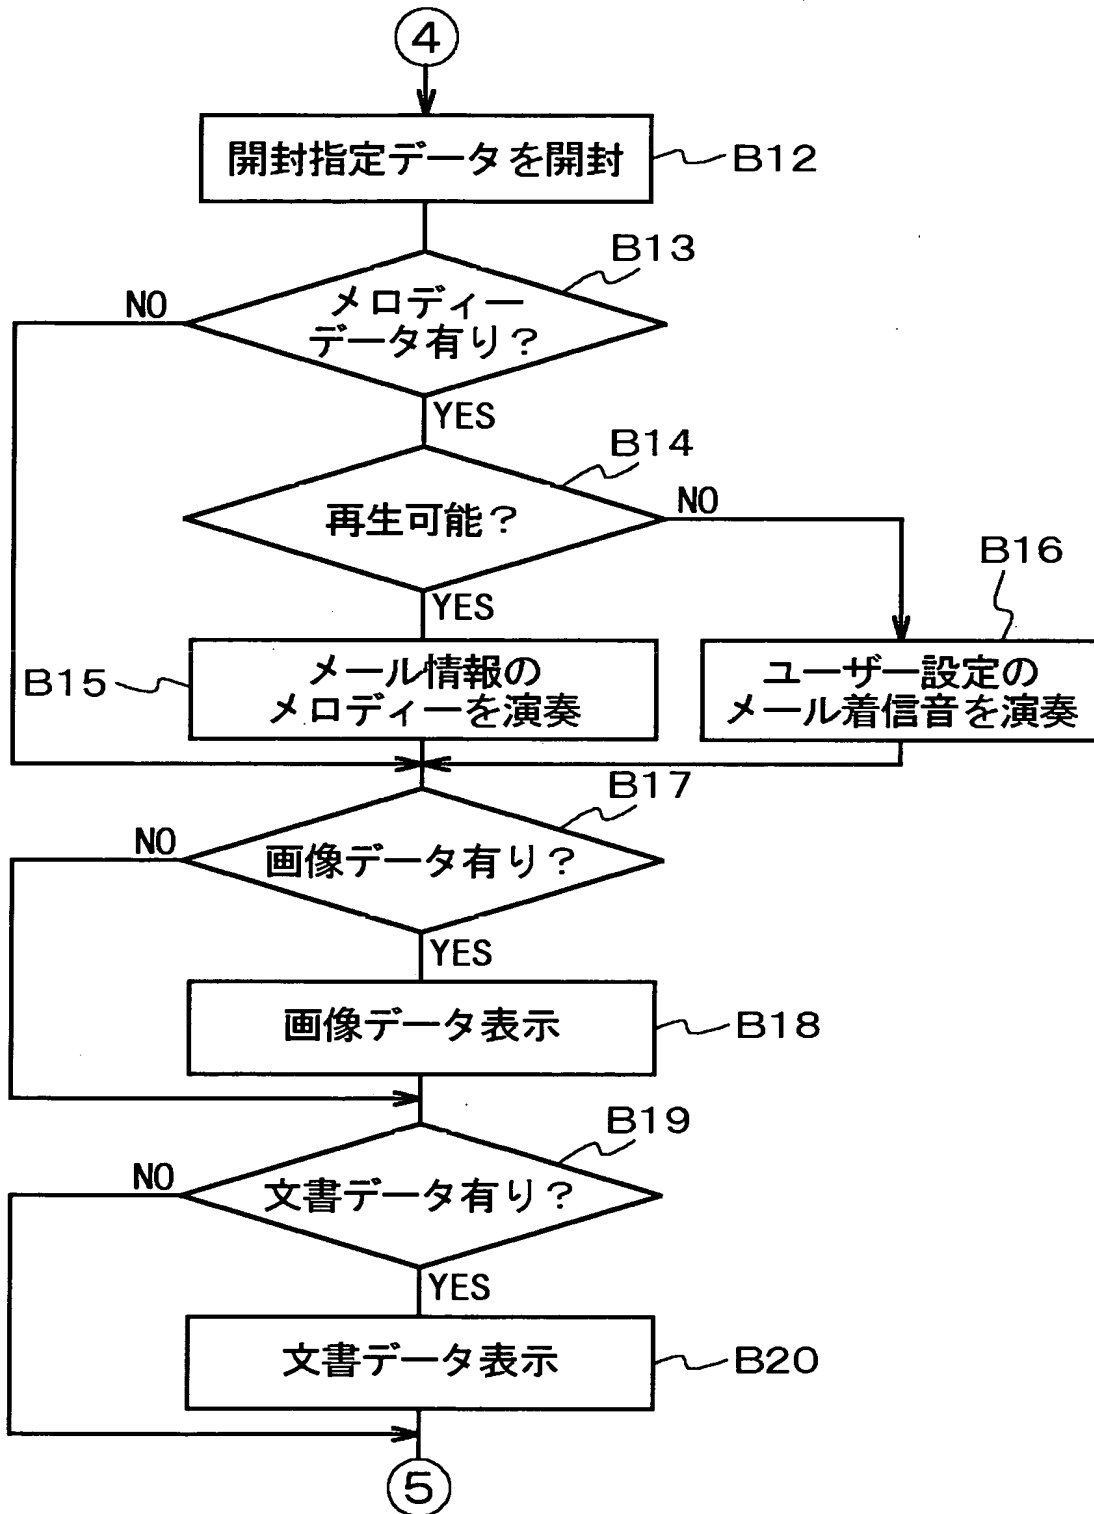 4
開封指定データを開封
B12
B13
NO
メロディー
データ有り？
YES
B14
再生可能？
NO
YES
B16
B15
メール情報の
メロディーを演奏
ユーザー設定の
メール着信音を演奏
B17
NO
画像データ有り？
YES
画像データ表示
B18
B19
NO
文書データ有り？
YES
文書データ表示
B20
5